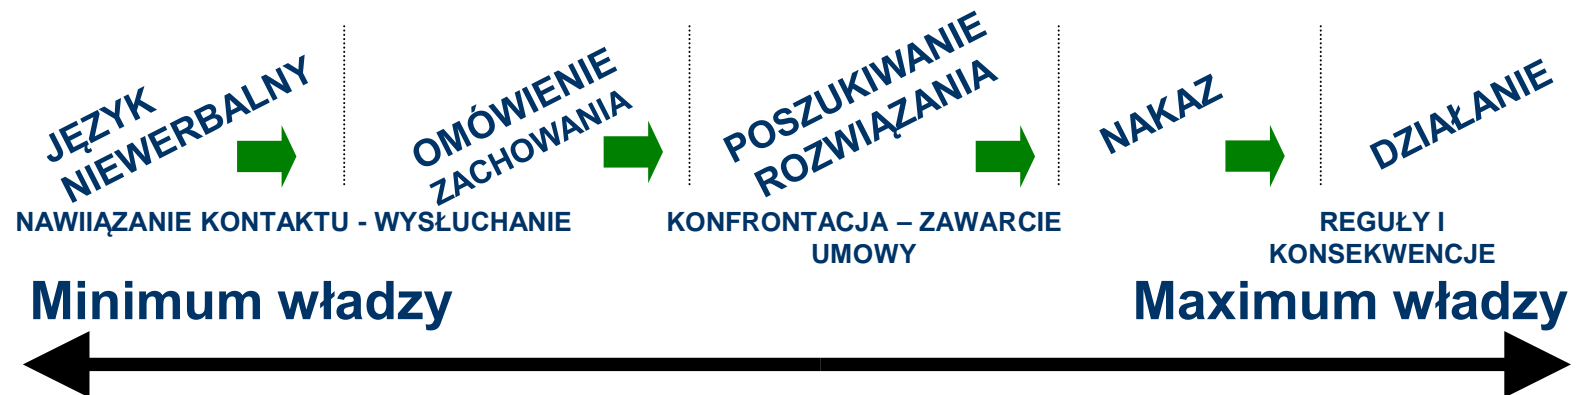 JĘZYK
NIEWERBALNY
OMÓWIENIE
ZACHOWANIA
POSZUKIWANIE
ROZWIĄZANIA
NAKAZ
DZIAŁANIE
NAWIIĄZANIE KONTAKTU - WYSŁUCHANIE
KONFRONTACJA – ZAWARCIE
UMOWY
REGUŁY I
KONSEKWENCJE
Minimum władzy
Maximum władzy